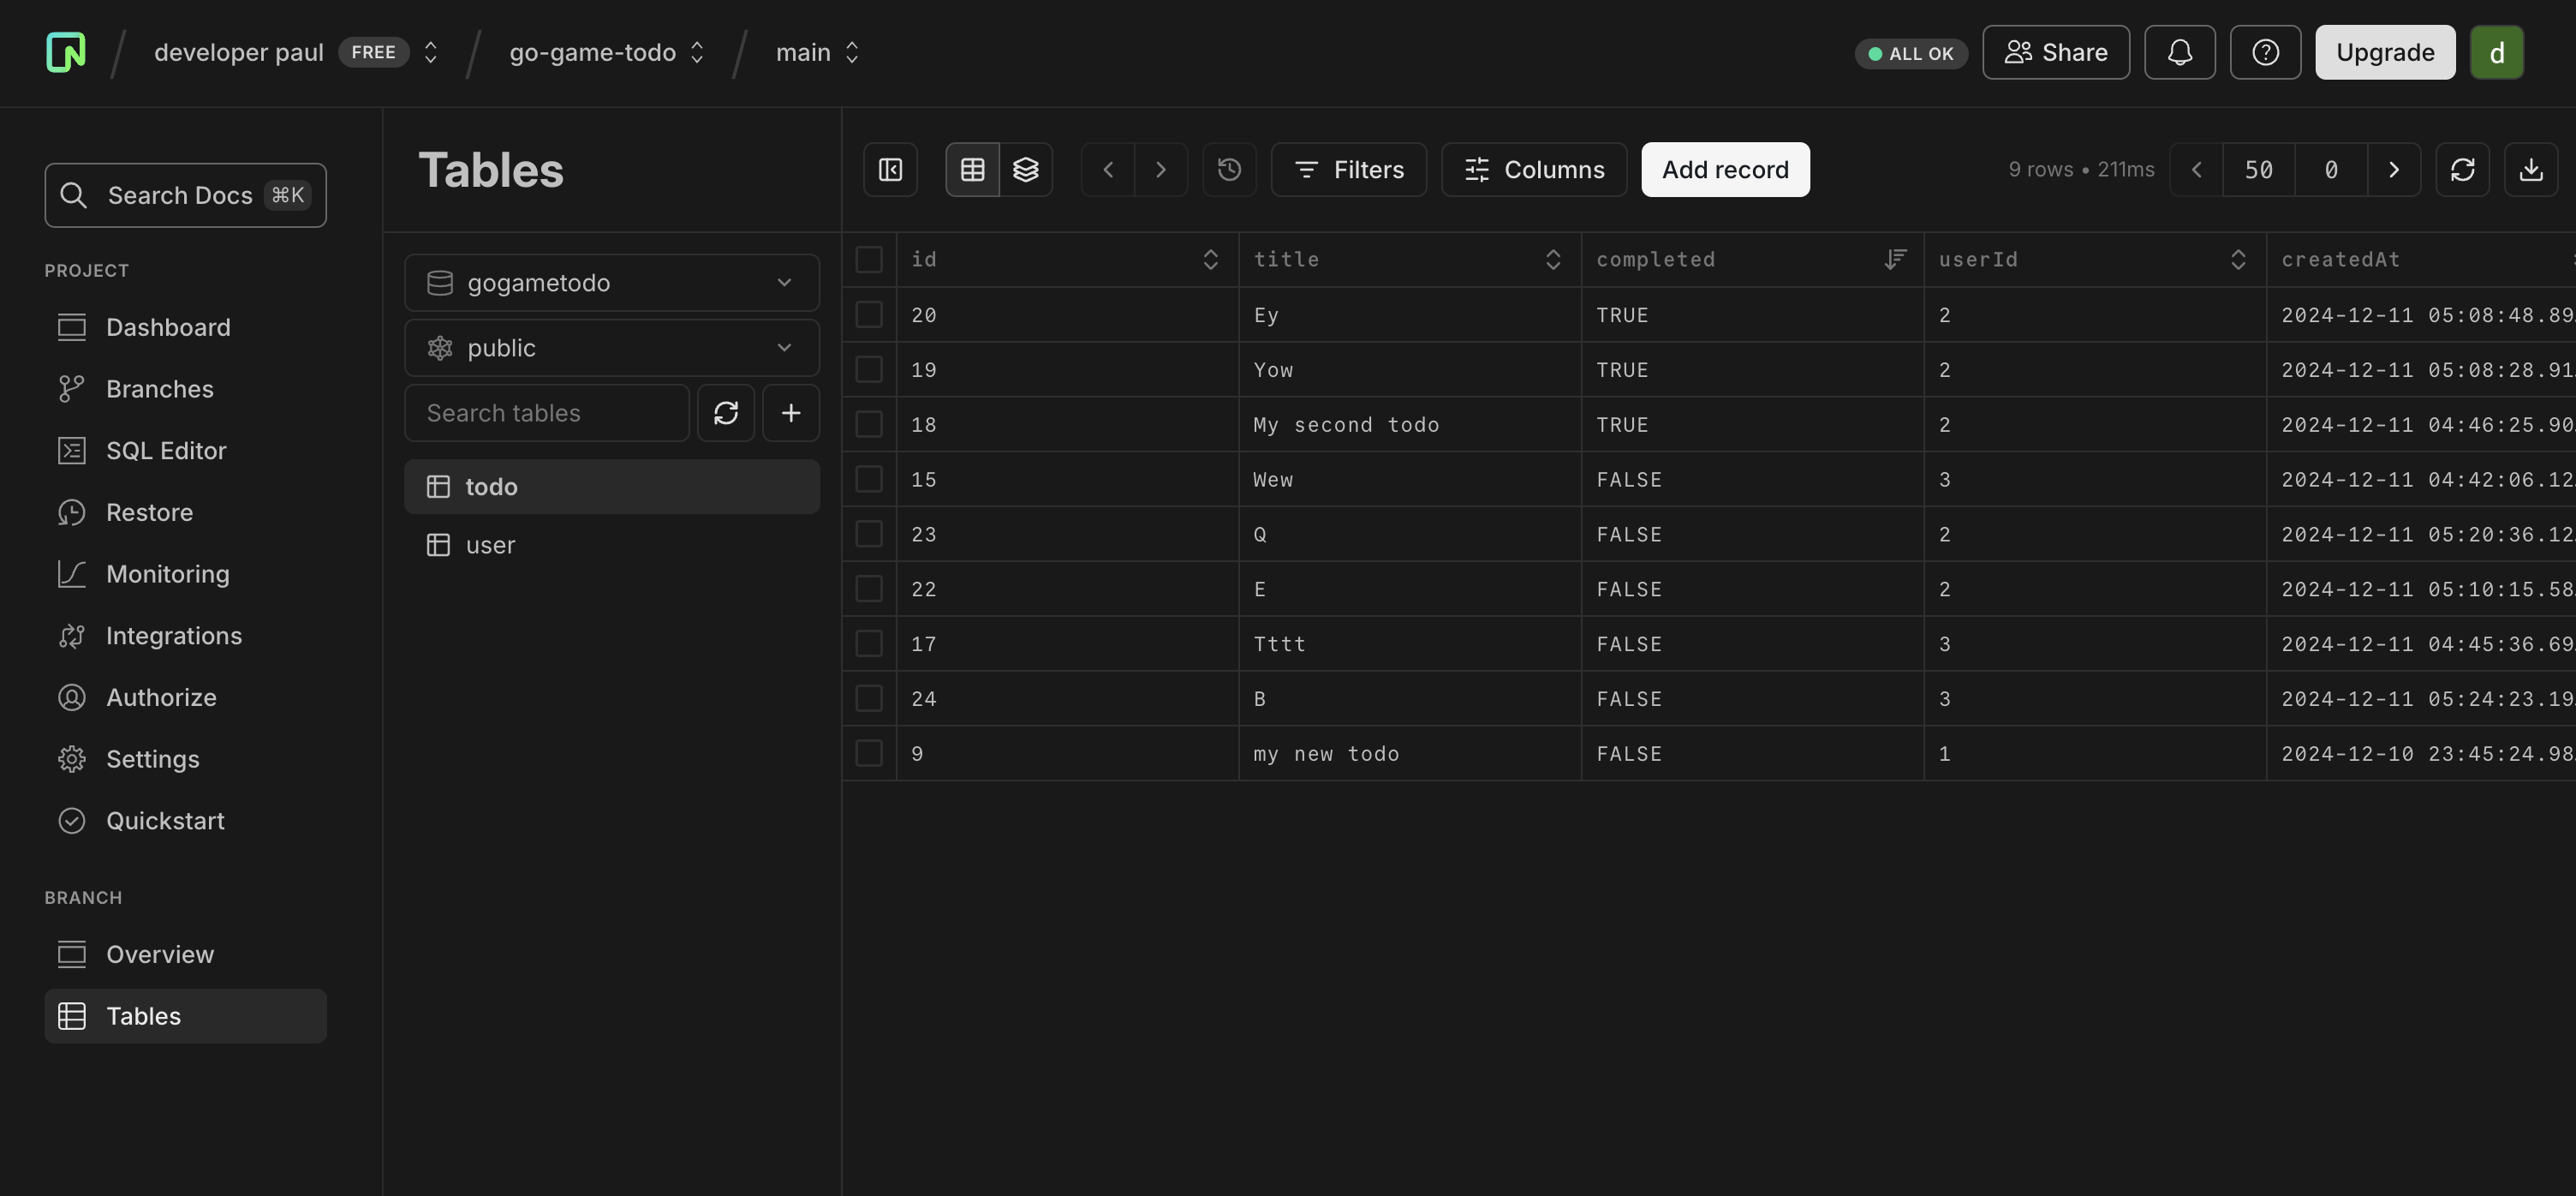 developer paul FREE go-game-todo main ALL OK Share Upgrade d
Search Docs ⌘K
PROJECT
Dashboard
Branches
SQL Editor
Restore
Monitoring
Integrations
Authorize
Settings
Quickstart
BRANCH
Overview
Tables
Tables
gogametodo
public
Search tables
todo
user
Filters Columns Add record 9 rows • 211ms 50 0
id title completed userId createdAt
20 Ey TRUE 2 2024-12-11 05:08:48.89
19 Yow TRUE 2 2024-12-11 05:08:28.91
18 My second todo TRUE 2 2024-12-11 04:46:25.90
15 Wew FALSE 3 2024-12-11 04:42:06.12
23 Q FALSE 2 2024-12-11 05:20:36.12
22 E FALSE 2 2024-12-11 05:10:15.58
17 Tttt FALSE 3 2024-12-11 04:45:36.69
24 B FALSE 3 2024-12-11 05:24:23.19
9 my new todo FALSE 1 2024-12-10 23:45:24.98